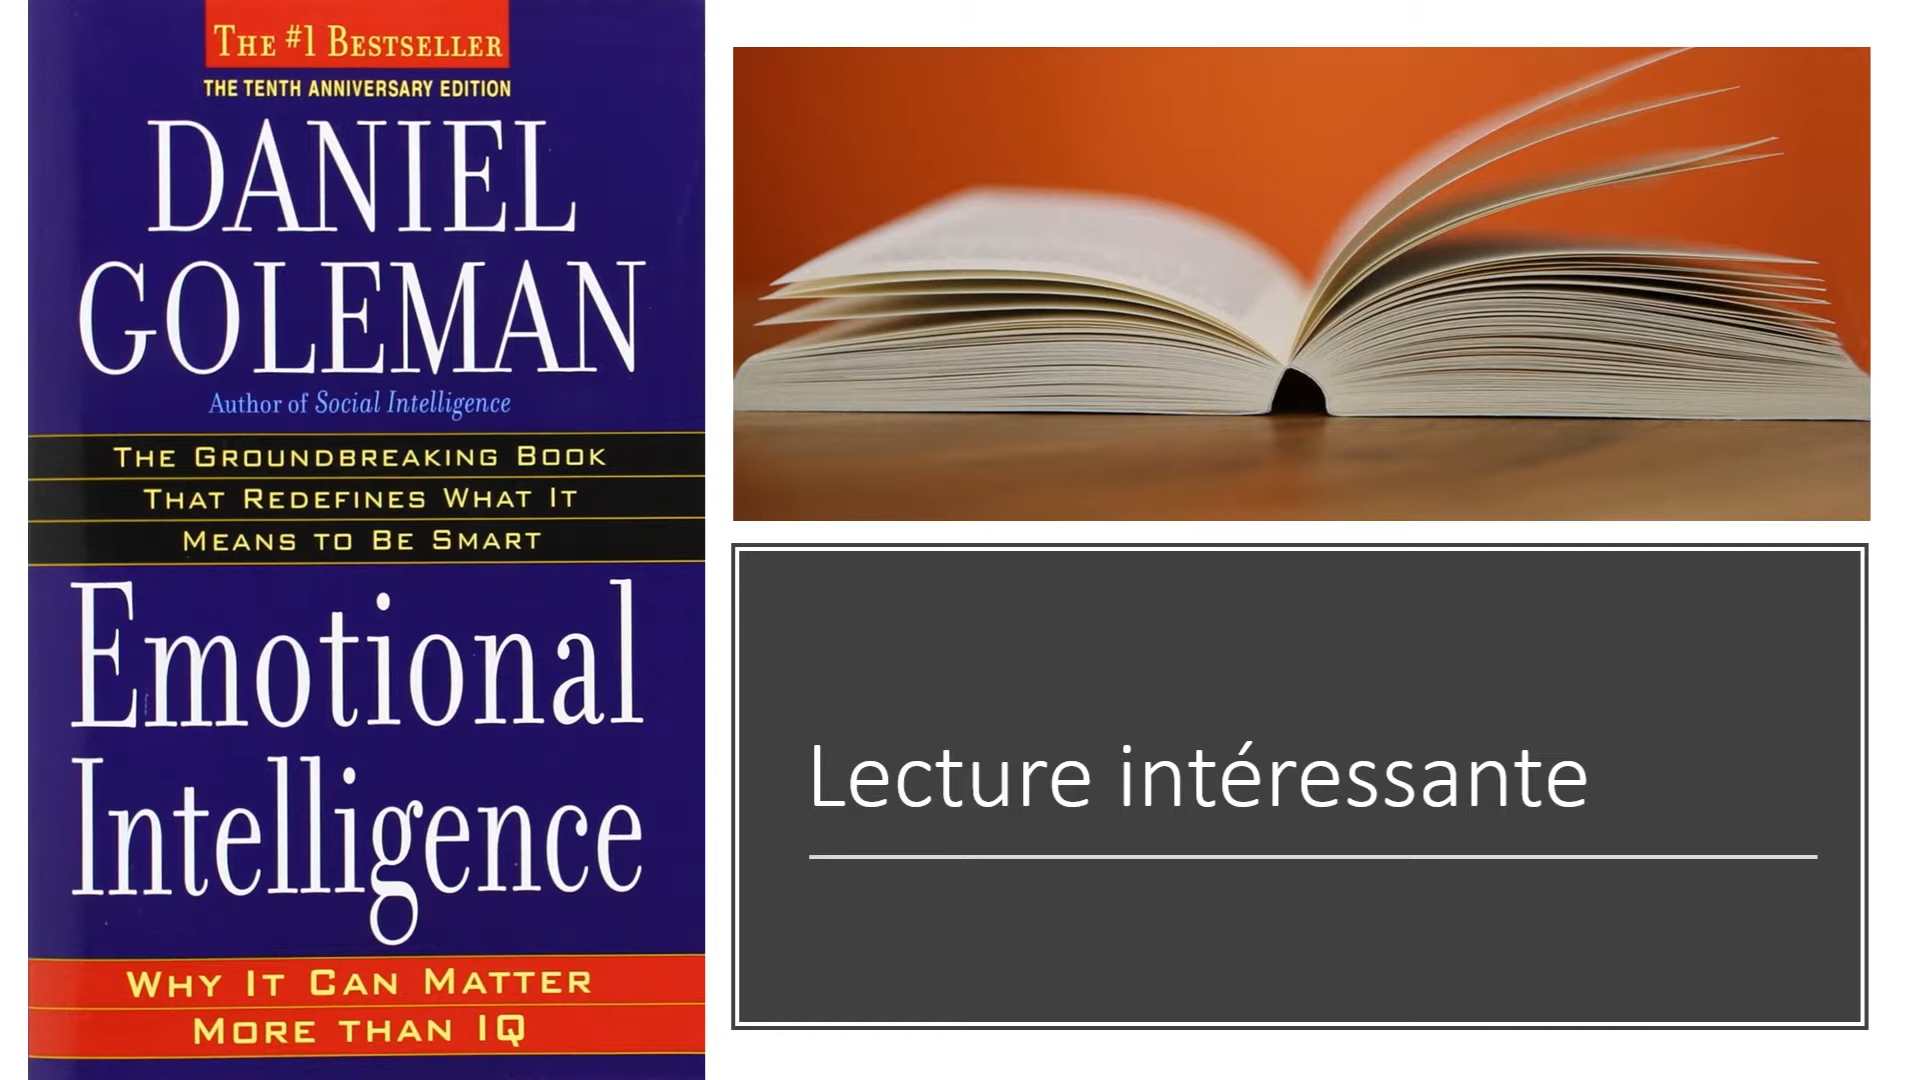 THE #1 BESTSELLER
THE TENTH ANNIVERSARY EDITION
DANIEL
GOLEMAN
Author of Social Intelligence
THE GROUNDBREAKING BOOK
THAT REDEFINES WHAT IT
MEANS TO BE SMART
Emotional
Intelligence
WHY IT CAN MATTER
MORE THAN IQ
Lecture intéressante